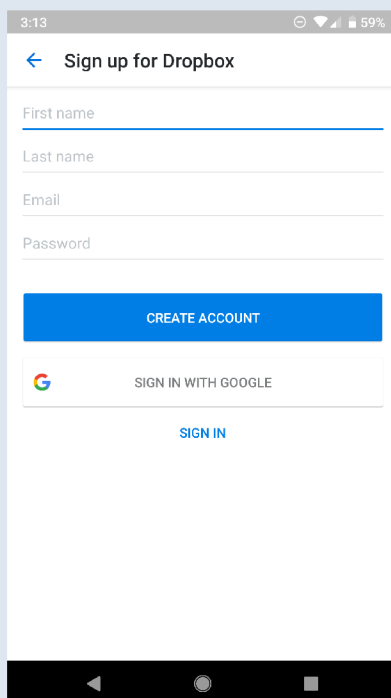 3:13 59%
Sign up for Dropbox
First name
Last name
Email
Password
CREATE ACCOUNT
SIGN IN WITH GOOGLE
SIGN IN